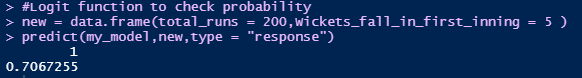 > #Logit function to check probability
> new = data.frame(total_runs = 200,Wickets_fall_in_first_inning = 5 )
> predict(my_model,new,type = "response")
1
0.7067255